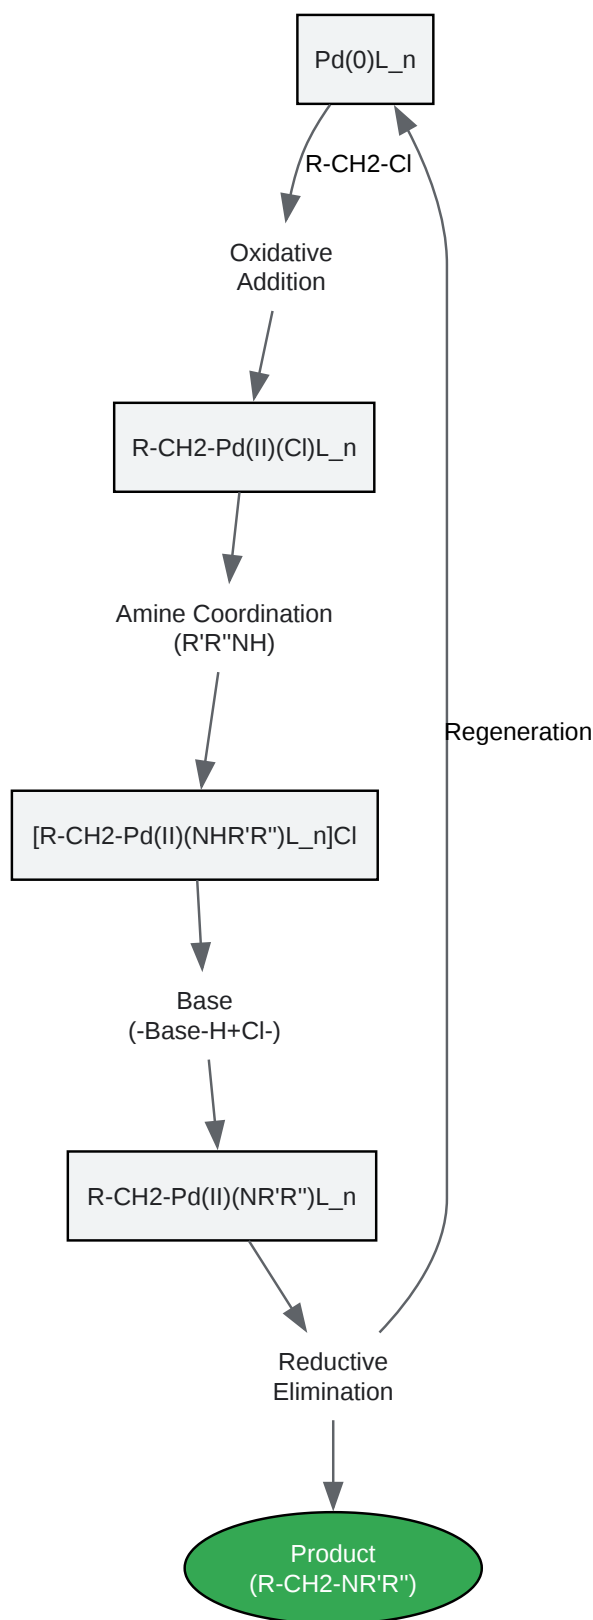 Pd(0)L_n
R-CH2-Cl
Oxidative
Addition
R-CH2-Pd(II)(Cl)L_n
Amine Coordination
(R'R''NH)
Regeneration
[R-CH2-Pd(II)(NHR'R'')L_n]Cl
Base
(-Base-H+Cl-)
R-CH2-Pd(II)(NR'R'')L_n
Reductive
Elimination
Product
(R-CH2-NR'R'')